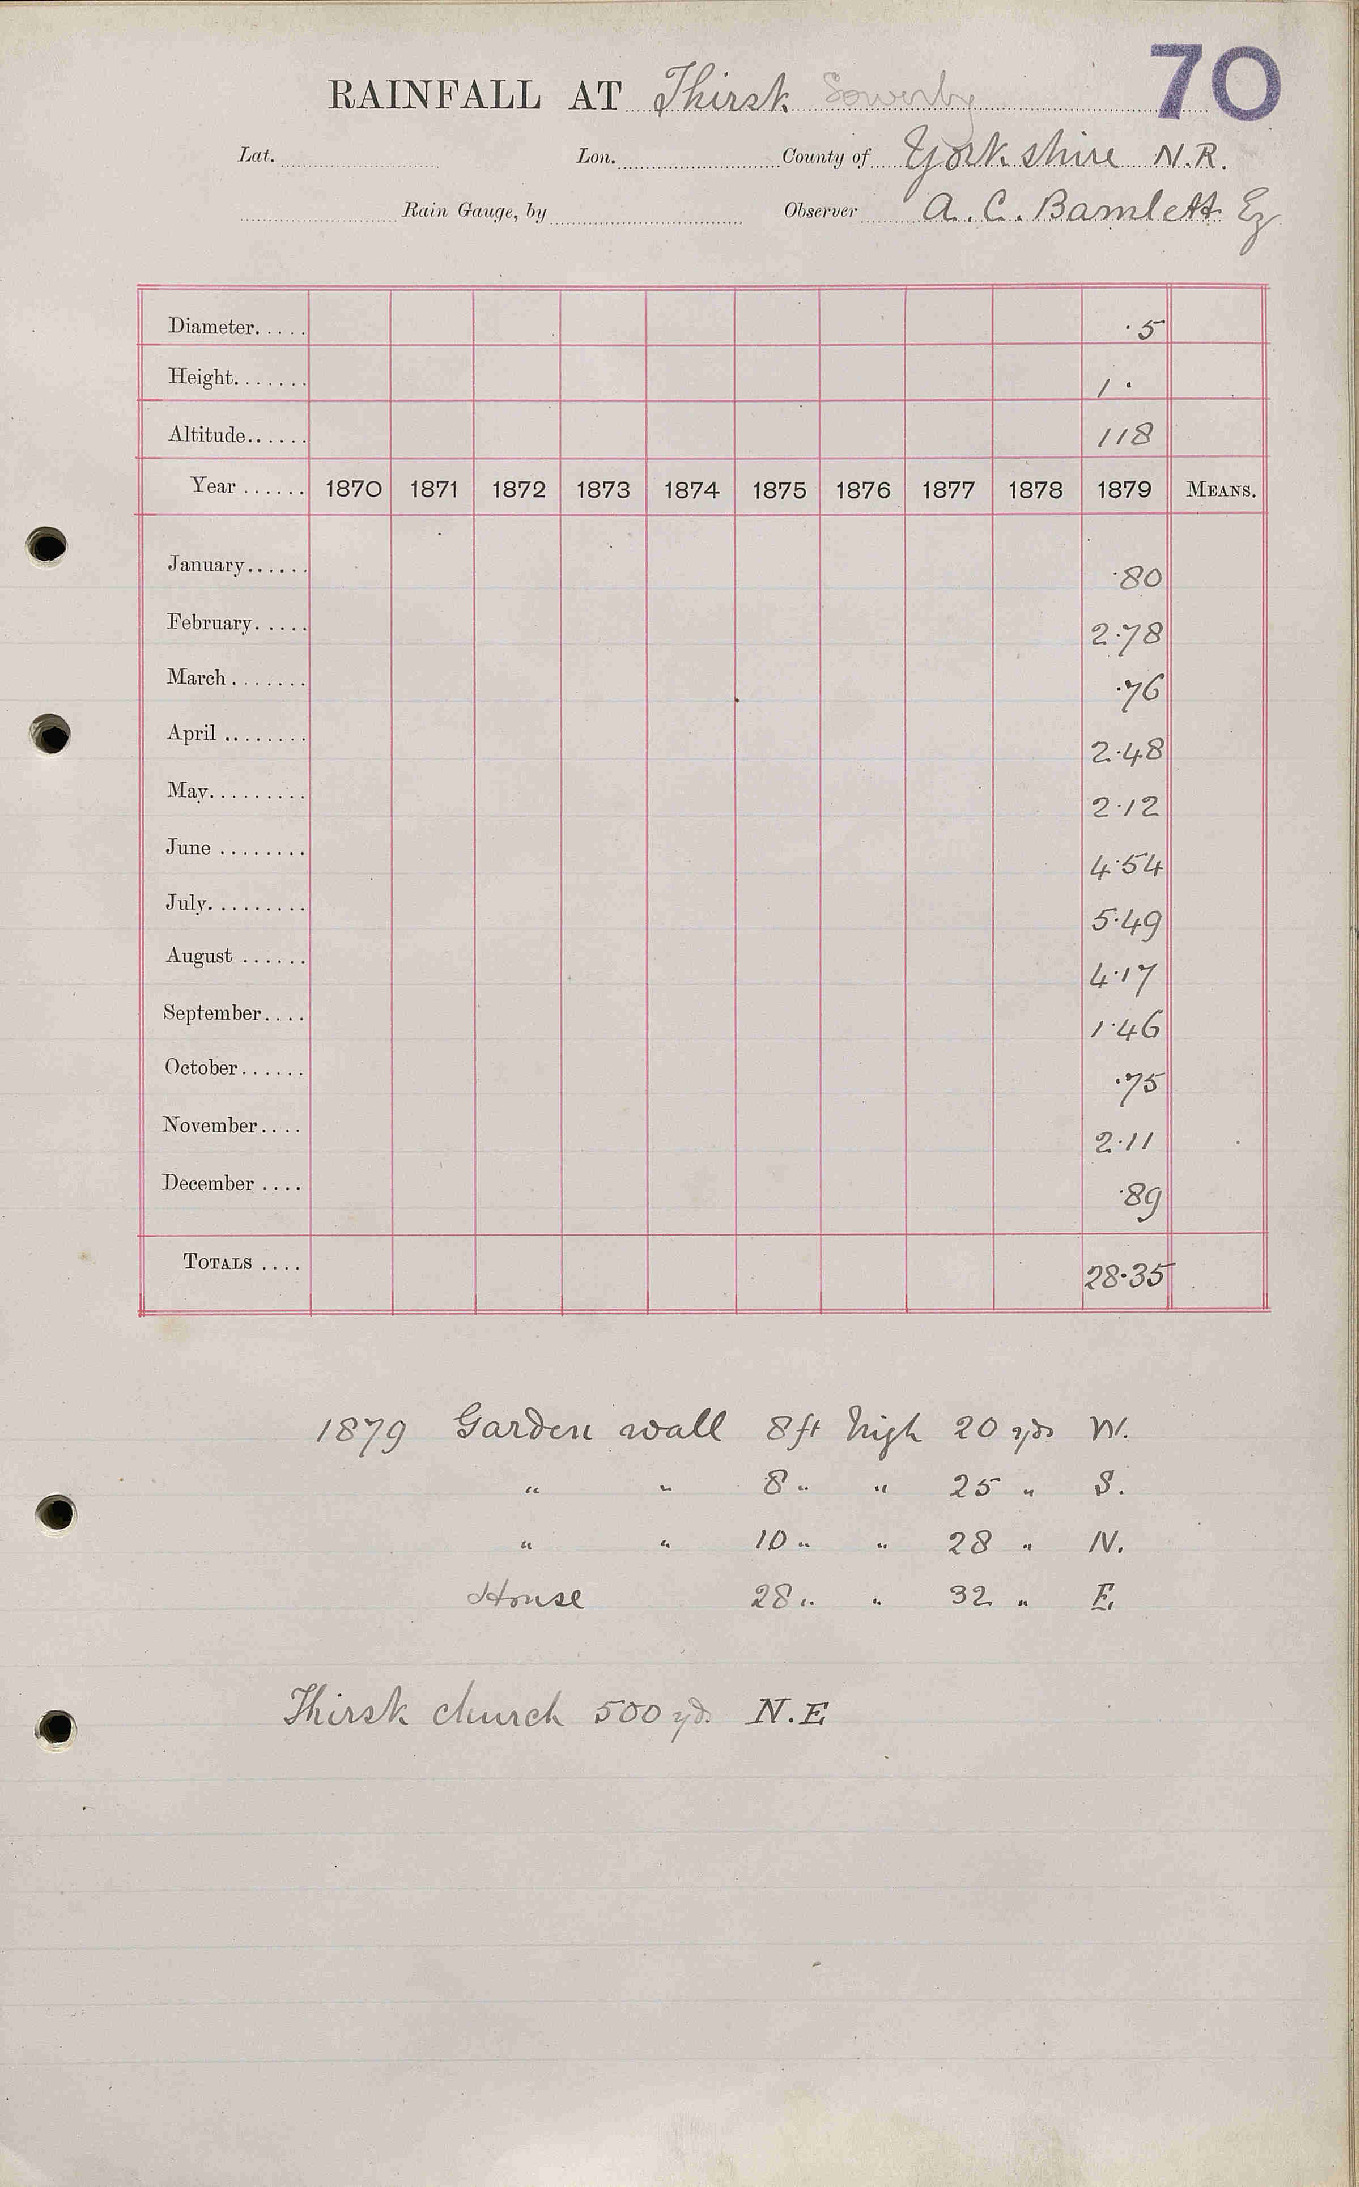 70
RAINFALL AT Thirsk Sowerby
Lat. Lon. County of Yorkshire N.R.
Rain Gauge, by Observer A. C. Bamlett Eq
Diameter..... ·5
Height....... 1 ·
Altitude...... 118
Year ...... 1870 1871 1872 1873 1874 1875 1876 1877 1878 1879 MEANS.
January...... ·80
February..... 2·78
March ....... ·76
April ........ 2·48
May......... 2·12
June ........ 4·54
July......... 5·49
August ...... 4·17
September.... 1·46
October...... ·75
November.... 2·11
December .... ·89
TOTALS .... 28·35
1879 Garden wall 8 ft high 20 yds W.
" " 8 " " 25 " S.
" " 10 " " 28 " N.
House 28 " " 32 " E.
Thirsk church 500 yds. N.E